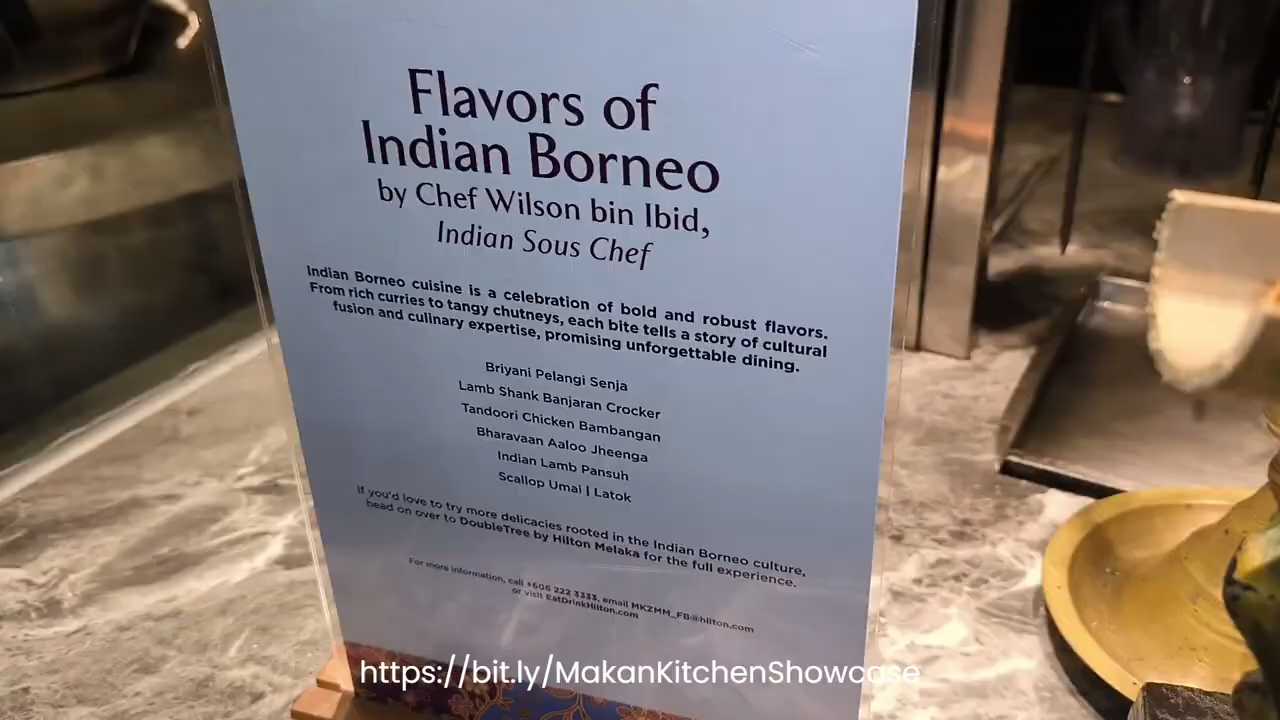 Flavors of
Indian Borneo
by Chef Wilson bin Ibid,
Indian Sous Chef
Indian Borneo cuisine is a celebration of bold and robust flavors.
From rich curries to tangy chutneys, each bite tells a story of cultural
fusion and culinary expertise, promising unforgettable dining.
Briyani Pelangi Senja
Lamb Shank Banjaran Crocker
Tandoori Chicken Bambangan
Bharavaan Aaloo Jheenga
Indian Lamb Pansuh
Scallop Umai | Latok
If you'd love to try more delicacies rooted in the Indian Borneo culture,
head on over to DoubleTree by Hilton Melaka for the full experience.
For more information, call +606 222 3333, email MKZMM_FB@hilton.com
or visit EatDrinkHilton.com
https://bit.ly/MakanKitchenShowcase